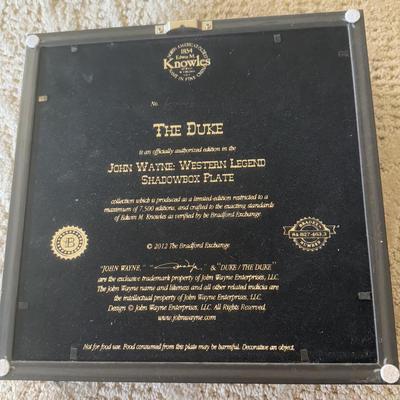 1854
Edwin M.
Knowles
No.
THE DUKE
is an officially authorized edition in the
JOHN WAYNE: WESTERN LEGEND
SHADOWBOX PLATE
collection which is produced as a limited edition restricted to a
maximum of 7,500 editions, and crafted to the exacting standards
of Edwin M. Knowles as verified by the Bradford Exchange.
© 2012 The Bradford Exchange
B
BRADEX
NUMBER
"JOHN WAYNE," " " & "DUKE / THE DUKE"
are the exclusive trademark property of John Wayne Enterprises, LLC.
The John Wayne name and likeness and all other related indicia are
the intellectual property of John Wayne Enterprises, LLC.
Design © John Wayne Enterprises, LLC. All Rights Reserved.
www.johnwayne.com
Not for food use. Food consumed from this plate may be harmful. Decorative art object.